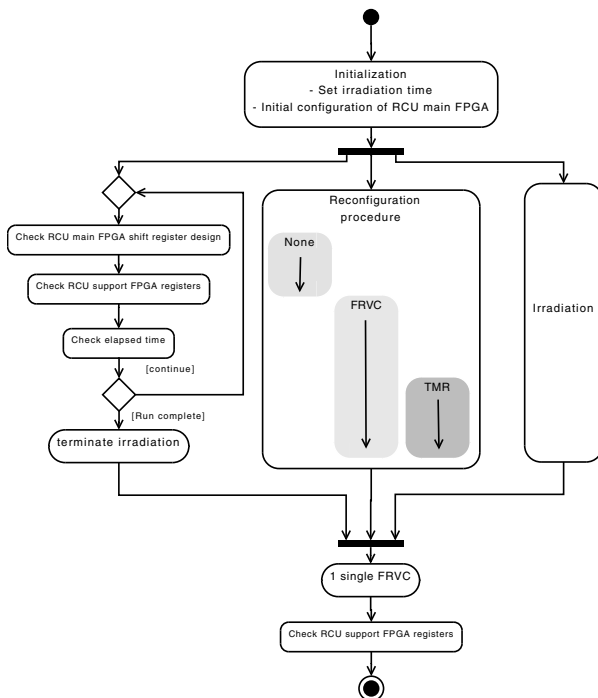 Initialization
- Set irradiation time
- Initial configuration of RCU main FPGA
Reconfiguration
procedure
None
FRVC
TMR
Irradiation
Check RCU main FPGA shift register design
Check RCU support FPGA registers
Check elapsed time
[continue]
[Run complete]
terminate irradiation
1 single FRVC
Check RCU support FPGA registers